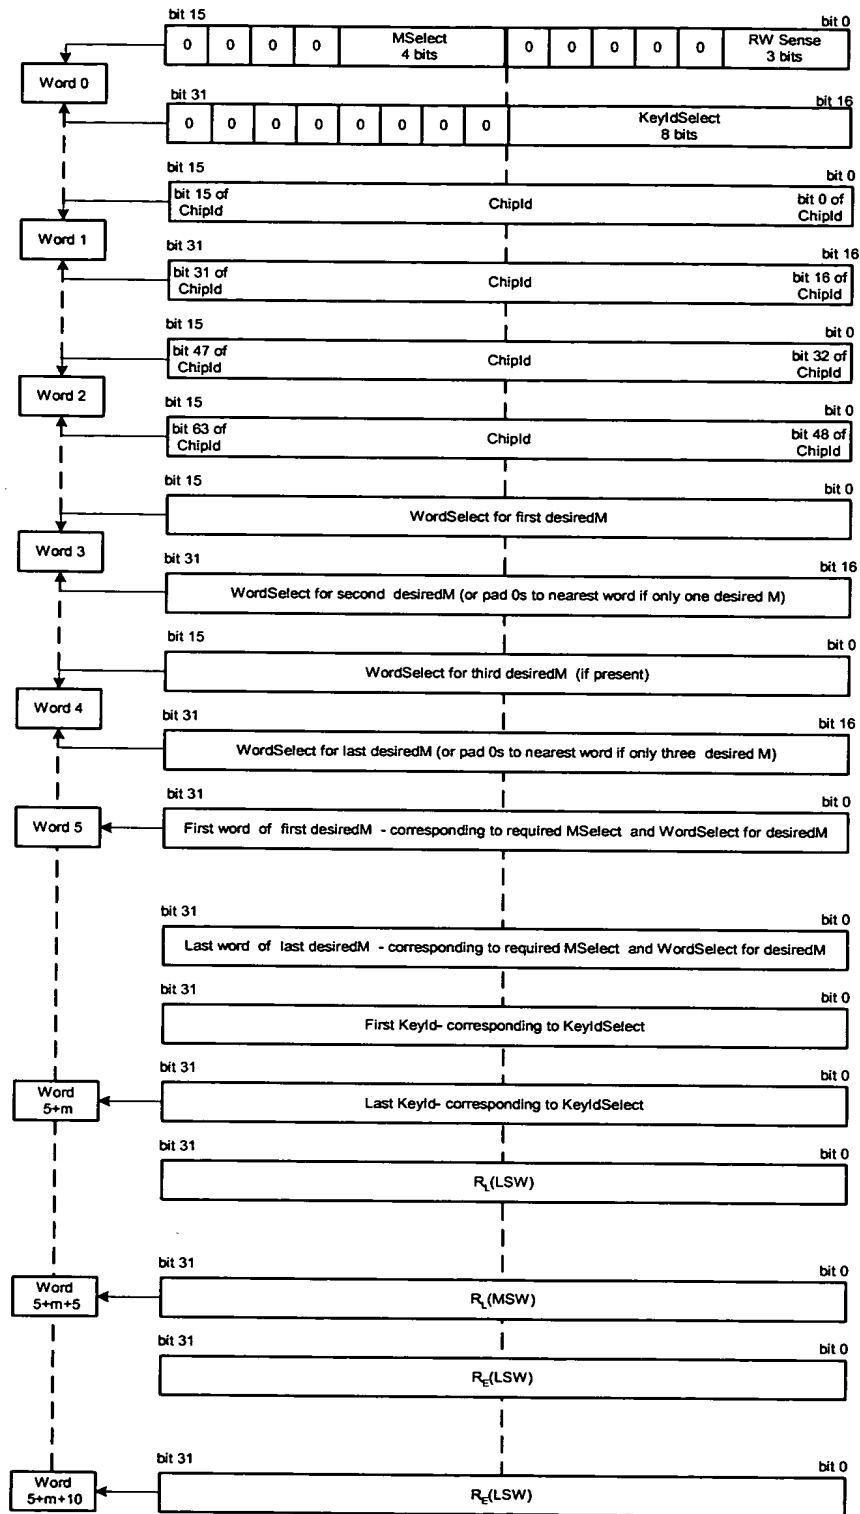 bit 15
bit 0
0 0 0 0 MSelect 0 0 0 0 0 RW Sense
4 bits 3 bits
Word 0
bit 31
bit 16
0 0 0 0 0 0 0 0 KeyIdSelect
8 bits
bit 15
bit 0
bit 15 of ChipId bit 0 of
ChipId ChipId
Word 1
bit 31
bit 16
bit 31 of ChipId bit 16 of
ChipId ChipId
bit 15
bit 0
bit 47 of ChipId bit 32 of
ChipId ChipId
Word 2
bit 15
bit 0
bit 63 of ChipId bit 48 of
ChipId ChipId
bit 15
bit 0
WordSelect for first desiredM
Word 3
bit 31
bit 16
WordSelect for second desiredM (or pad 0s to nearest word if only one desired M)
bit 15
bit 0
WordSelect for third desiredM (if present)
Word 4
bit 31
bit 16
WordSelect for last desiredM (or pad 0s to nearest word if only three desired M)
bit 31
bit 0
Word 5
First word of first desiredM - corresponding to required MSelect and WordSelect for desiredM
bit 31
bit 0
Last word of last desiredM - corresponding to required MSelect and WordSelect for desiredM
bit 31
bit 0
First KeyId- corresponding to KeyIdSelect
bit 31
bit 0
Word
5+m
Last KeyId- corresponding to KeyIdSelect
bit 31
bit 0
RL(LSW)
bit 31
bit 0
Word
5+m+5
RL(MSW)
bit 31
bit 0
RE(LSW)
bit 31
bit 0
Word
5+m+10
RE(LSW)